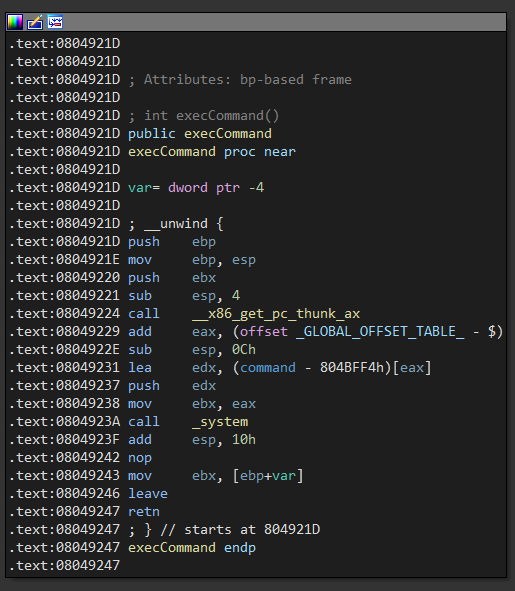 .text:0804921D
.text:0804921D
.text:0804921D ; Attributes: bp-based frame
.text:0804921D
.text:0804921D ; int execCommand()
.text:0804921D public execCommand
.text:0804921D execCommand proc near
.text:0804921D
.text:0804921D var= dword ptr -4
.text:0804921D
.text:0804921D ; __unwind {
.text:0804921D push    ebp
.text:0804921E mov     ebp, esp
.text:08049220 push    ebx
.text:08049221 sub     esp, 4
.text:08049224 call    __x86_get_pc_thunk_ax
.text:08049229 add     eax, (offset _GLOBAL_OFFSET_TABLE_ - $)
.text:0804922E sub     esp, 0Ch
.text:08049231 lea     edx, (command - 804BFF4h)[eax]
.text:08049237 push    edx
.text:08049238 mov     ebx, eax
.text:0804923A call    _system
.text:0804923F add     esp, 10h
.text:08049242 nop
.text:08049243 mov     ebx, [ebp+var]
.text:08049246 leave
.text:08049247 retn
.text:08049247 ; } // starts at 804921D
.text:08049247 execCommand endp
.text:08049247